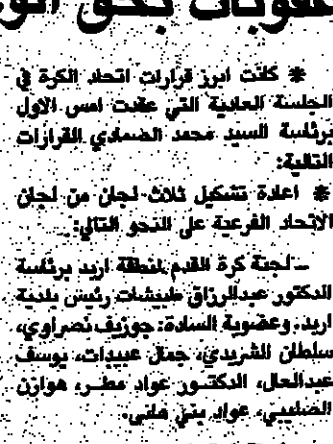 عقوبات بحق
* كانت ابرز قرارات اتحاد الكرة في
الجلسة العادية التي عقدت امس الاول
برئاسة السيد محمد الضمادي القرارات
التالية:
* اعادة تشكيل ثلاث لجان من لجان
الاتحاد الفرعية على النحو التالي:
ـ لجنة كرة القدم لمنطقة اربد برئاسة
الدكتور عبدالرزاق طبيشات رئيس بلدية
اربد، وعضوية السادة: جوزيف نصراوي،
سلطان الشريدي، جمال عبيدات، يوسف
عبدالعال، الدكتور عواد مطر، هوازن
الصليبي، عواد بني هاني.